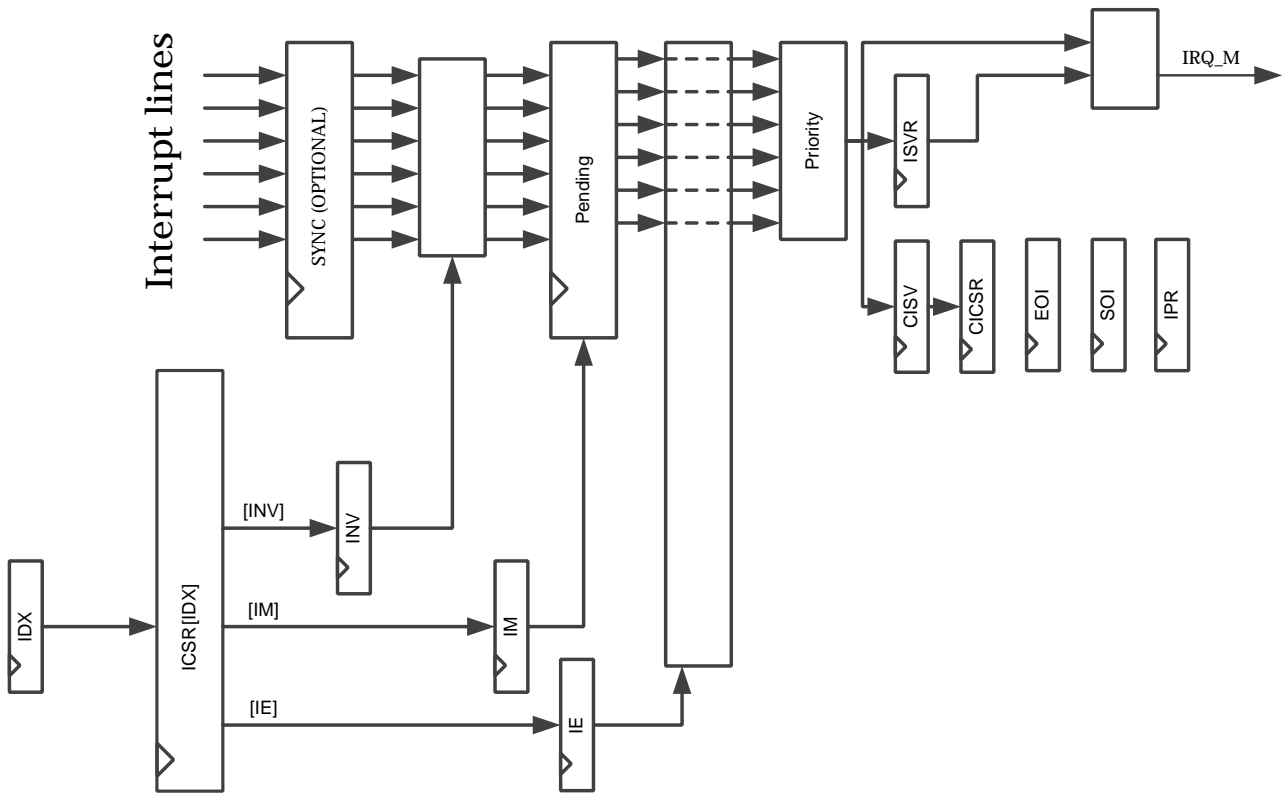 Interrupt lines
SYNC (OPTIONAL)
Pending
Priority
ISVR
IRQ_M
CISV
CICSR
EOI
SOI
IPR
[INV]
INV
IDX
ICSR[IDX]
[IM]
IM
[IE]
IE